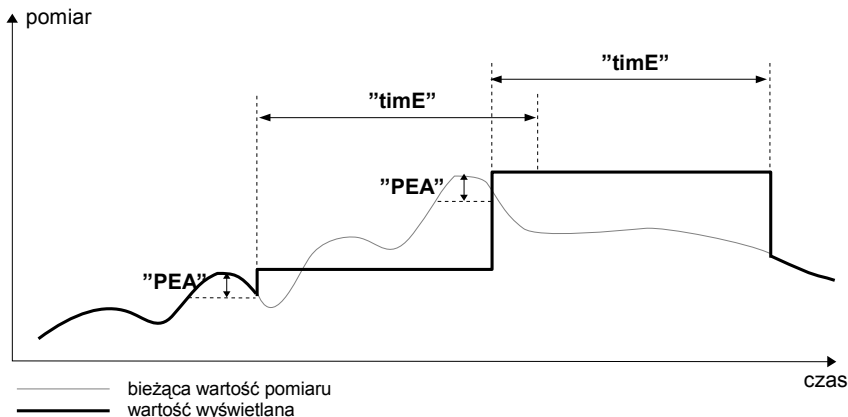 pomiar
”timE”
”timE”
”PEA”
”PEA”
czas
bieżąca wartość pomiaru
wartość wyświetlana